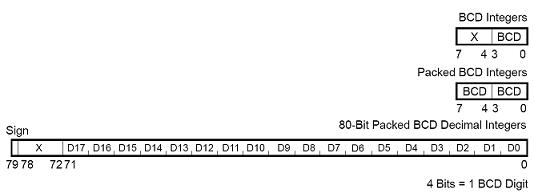 BCD Integers
X BCD
7 4 3 0
Packed BCD Integers
BCD BCD
7 4 3 0
80-Bit Packed BCD Decimal Integers
Sign
X D17 D16 D15 D14 D13 D12 D11 D10 D9 D8 D7 D6 D5 D4 D3 D2 D1 D0
79 78 72 71 0
4 Bits = 1 BCD Digit